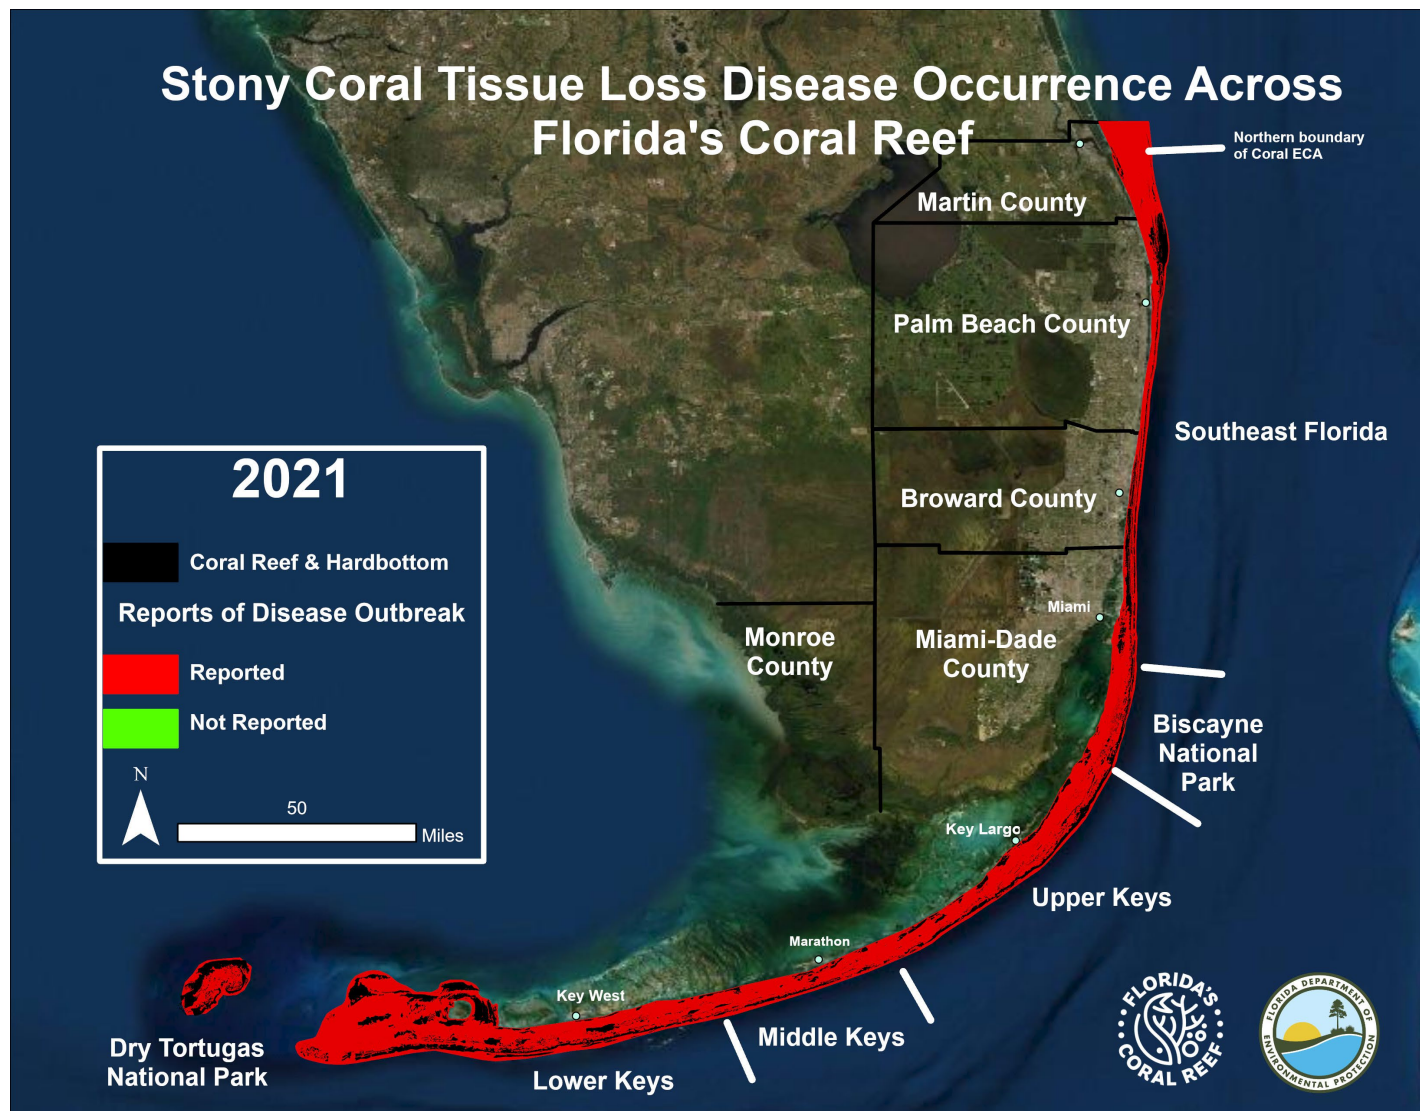 Stony Coral Tissue Loss Disease Occurrence Across
Florida's Coral Reef
Northern boundary
of Coral ECA
Martin County
Palm Beach County
Southeast Florida
Broward County
2021
Coral Reef & Hardbottom
Reports of Disease Outbreak
Reported
Not Reported
N
50
Miles
Miami
Monroe
County
Miami-Dade
County
Biscayne
National
Park
Key Largo
Upper Keys
Marathon
Key West
Middle Keys
Lower Keys
Dry Tortugas
National Park
FLORIDA'S
CORAL REEF
FLORIDA DEPARTMENT OF
ENVIRONMENTAL PROTECTION